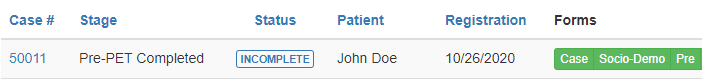 Case # Stage Status Patient Registration Forms
50011 Pre-PET Completed INCOMPLETE John Doe 10/26/2020 Case Socio-Demo Pre